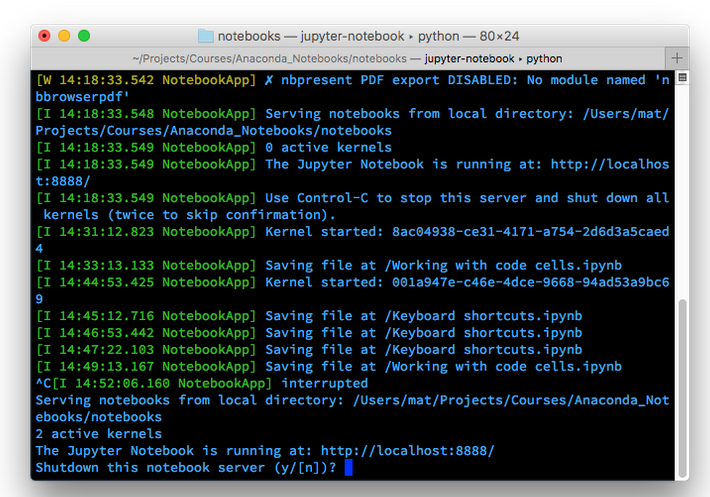 notebooks — jupyter-notebook ▸ python — 80×24
~/Projects/Courses/Anaconda_Notebooks/notebooks — jupyter-notebook ▸ python +
[W 14:18:33.542 NotebookApp] ✗ nbpresent PDF export DISABLED: No module named 'n
bbrowserpdf'
[I 14:18:33.548 NotebookApp] Serving notebooks from local directory: /Users/mat/
Projects/Courses/Anaconda_Notebooks/notebooks
[I 14:18:33.549 NotebookApp] 0 active kernels
[I 14:18:33.549 NotebookApp] The Jupyter Notebook is running at: http://localhos
t:8888/
[I 14:18:33.549 NotebookApp] Use Control-C to stop this server and shut down all
 kernels (twice to skip confirmation).
[I 14:31:12.823 NotebookApp] Kernel started: 8ac04938-ce31-4171-a754-2d6d3a5caed
4
[I 14:33:13.133 NotebookApp] Saving file at /Working with code cells.ipynb
[I 14:44:53.425 NotebookApp] Kernel started: 001a947e-c46e-4dce-9668-94ad53a9bc6
9
[I 14:45:12.716 NotebookApp] Saving file at /Keyboard shortcuts.ipynb
[I 14:46:53.442 NotebookApp] Saving file at /Keyboard shortcuts.ipynb
[I 14:47:22.103 NotebookApp] Saving file at /Keyboard shortcuts.ipynb
[I 14:49:13.167 NotebookApp] Saving file at /Working with code cells.ipynb
^C[I 14:52:06.160 NotebookApp] interrupted
Serving notebooks from local directory: /Users/mat/Projects/Courses/Anaconda_Not
ebooks/notebooks
2 active kernels
The Jupyter Notebook is running at: http://localhost:8888/
Shutdown this notebook server (y/[n])?